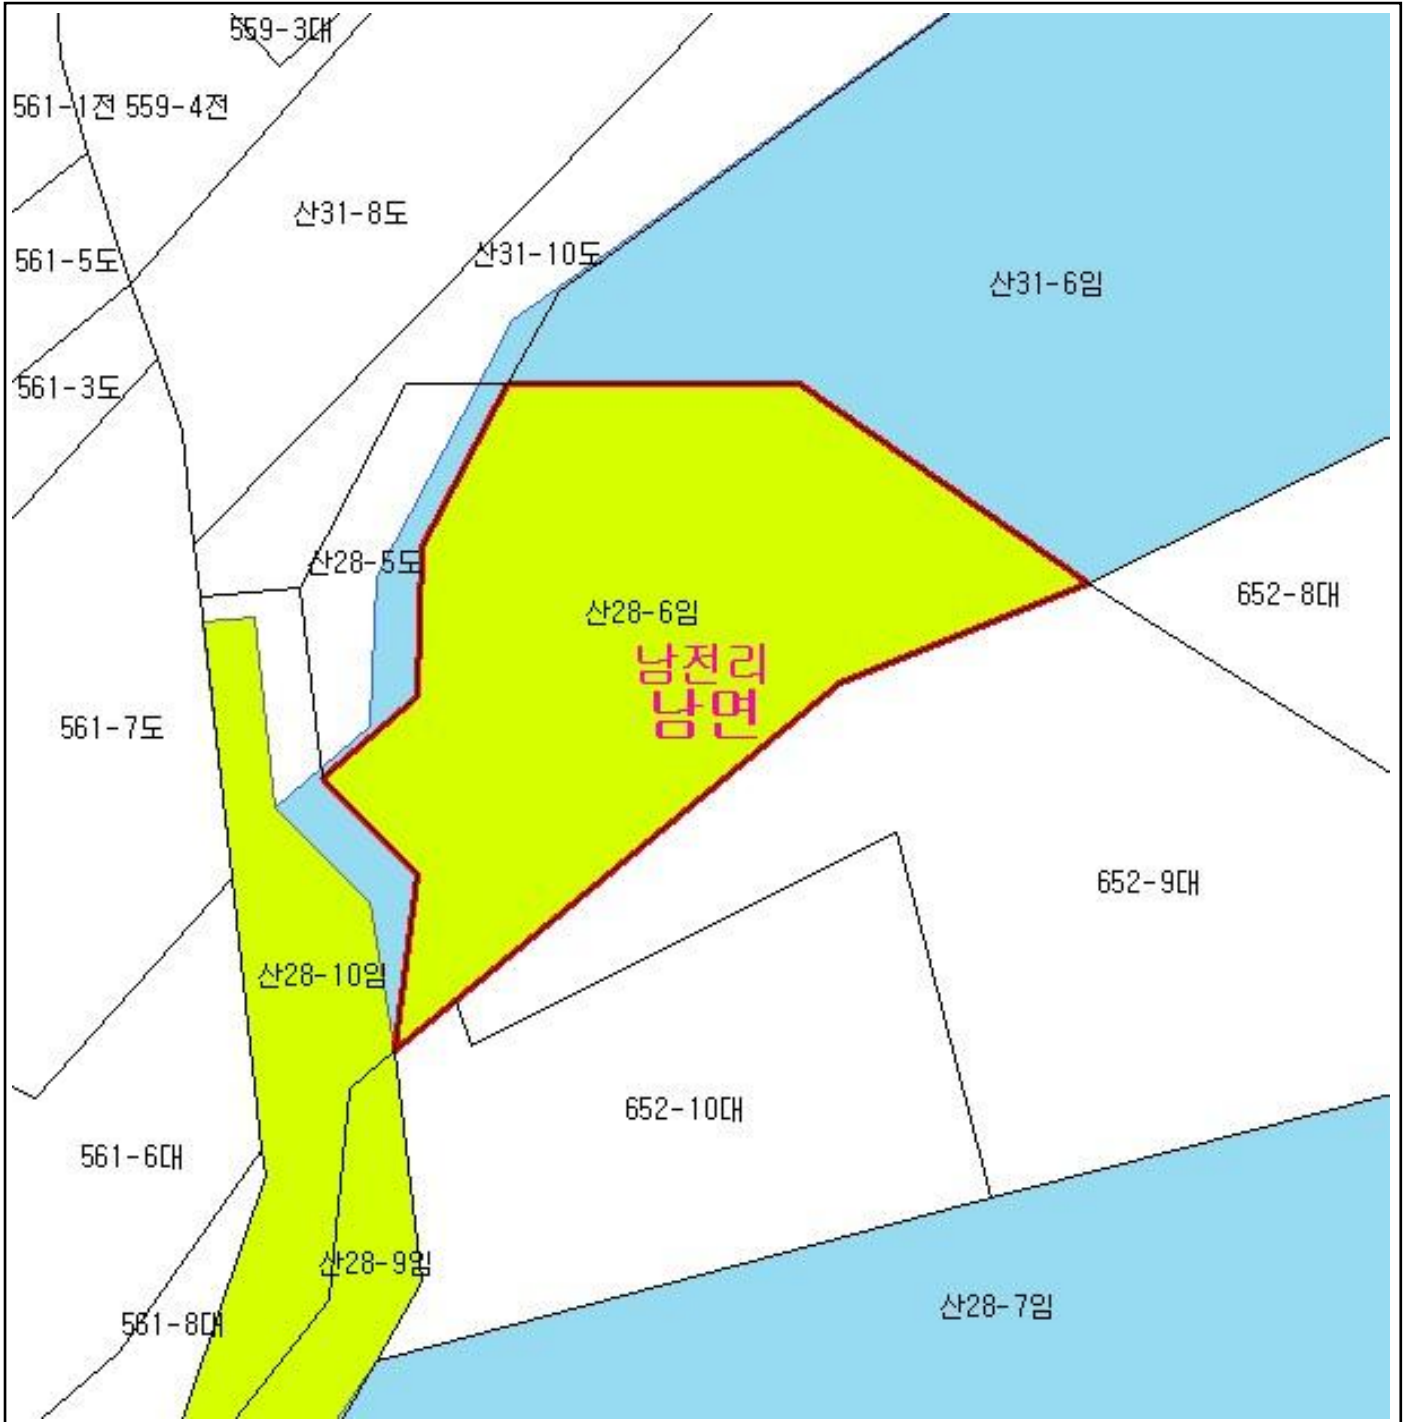 559-3대
561-1전 559-4전
산31-8도
산31-10도
561-5도
산31-6임
561-3도
산28-5도
652-8대
산28-6임
남전리
남면
561-7도
652-9대
산28-10임
652-10대
561-6대
산28-9임
산28-7임
561-8대